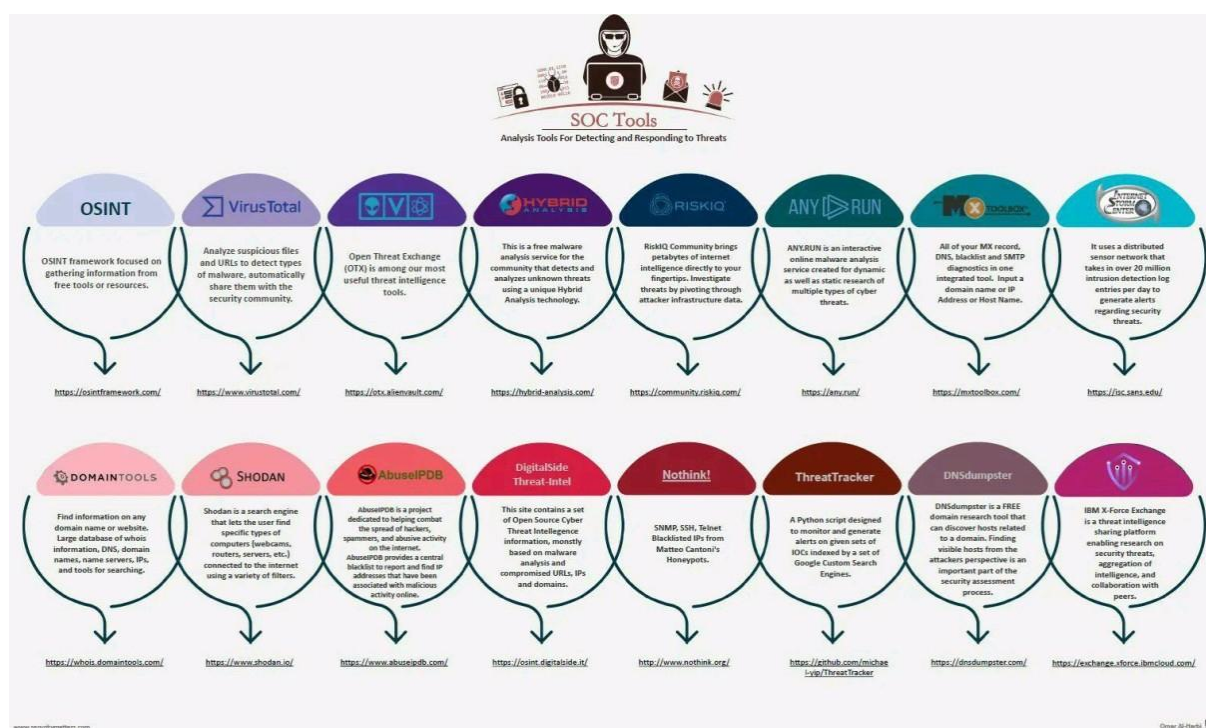 SOC Tools
Analysis Tools For Detecting and Responding to Threats
OSINT
OSINT framework focused on
gathering information from
free tools or resources.
https://osintframework.com/
VirusTotal
Analyze suspicious files
and URLs to detect types
of malware, automatically
share them with the
security community.
https://www.virustotal.com/
V
Open Threat Exchange
(OTX) is among our most
useful threat intelligence
tools.
https://otx.alienvault.com/
HYBRID
ANALYSIS
This is a free malware
analysis service for the
community that detects and
analyzes unknown threats
using a unique Hybrid
Analysis technology.
https://hybrid-analysis.com/
RISKIQ
RiskIQ Community brings
petabytes of internet
intelligence directly to your
fingertips. Investigate
threats by pivoting through
attacker infrastructure data.
https://community.riskiq.com/
ANY RUN
ANY.RUN is an interactive
online malware analysis
service created for dynamic
as well as static research of
multiple types of cyber
threats.
https://any.run/
MX
TOOLBOX
All of your MX record,
DNS, blacklist and SMTP
diagnostics in one
integrated tool. Input a
domain name or IP
Address or Host Name.
https://mxtoolbox.com/
INTERNET
STORM
CENTER
It uses a distributed
sensor network that
takes in over 20 million
intrusion detection log
entries per day to
generate alerts
regarding security
threats.
https://isc.sans.edu/
DOMAINTOOLS
Find information on any
domain name or website.
Large database of whois
information, DNS, domain
names, name servers, IPs,
and tools for searching.
https://whois.domaintools.com/
SHODAN
Shodan is a search engine
that lets the user find
specific types of
computers (webcams,
routers, servers, etc.)
connected to the internet
using a variety of filters.
https://www.shodan.io/
AbuseIPDB
AbuseIPDB is a project
dedicated to helping combat
the spread of hackers,
spammers, and abusive activity
on the internet.
AbuseIPDB provides a central
blacklist to report and find IP
addresses that have been
associated with malicious
activity online.
https://www.abuseipdb.com/
DigitalSide
Threat-Intel
This site contains a set
of Open Source Cyber
Threat Intellegence
information, monstly
based on malware
analysis and
compromised URLs, IPs
and domains.
https://osint.digitalside.it/
Nothink!
SNMP, SSH, Telnet
Blacklisted IPs from
Matteo Cantoni's
Honeypots.
http://www.nothink.org/
ThreatTracker
A Python script designed
to monitor and generate
alerts on given sets of
IOCs indexed by a set of
Google Custom Search
Engines.
https://github.com/michae
l-yip/ThreatTracker
DNSdumpster
DNSdumpster is a FREE
domain research tool that
can discover hosts related
to a domain. Finding
visible hosts from the
attackers perspective is an
important part of the
security assessment
process.
https://dnsdumpster.com/
IBM X-Force Exchange
is a threat intelligence
sharing platform
enabling research on
security threats,
aggregation of
intelligence, and
collaboration with
peers.
https://exchange.xforce.ibmcloud.com/